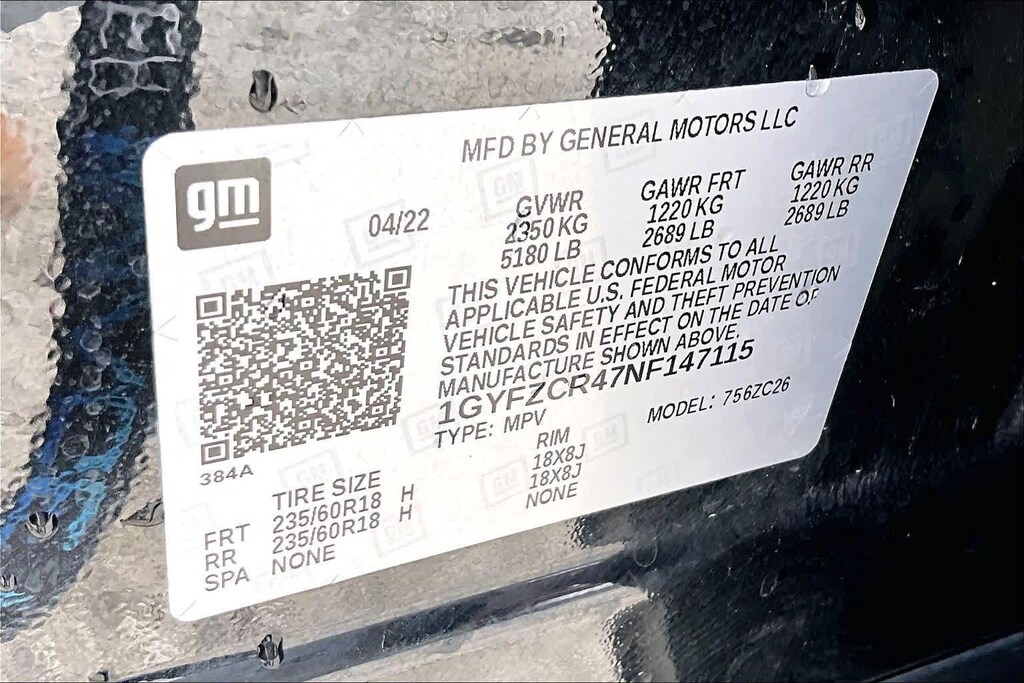 MFD BY GENERAL MOTORS LLC
gm
04/22
GVWR
2350 KG
5180 LB
GAWR FRT
1220 KG
2689 LB
GAWR RR
1220 KG
2689 LB
THIS VEHICLE CONFORMS TO ALL
APPLICABLE U.S. FEDERAL MOTOR
VEHICLE SAFETY AND THEFT PREVENTION
STANDARDS IN EFFECT ON THE DATE OF
MANUFACTURE SHOWN ABOVE.
1GYFZCR47NF147115
TYPE: MPV
MODEL: 756ZC26
384A
TIRE SIZE RIM
FRT 235/60R18 H 18X8J
RR 235/60R18 H 18X8J
SPA NONE NONE